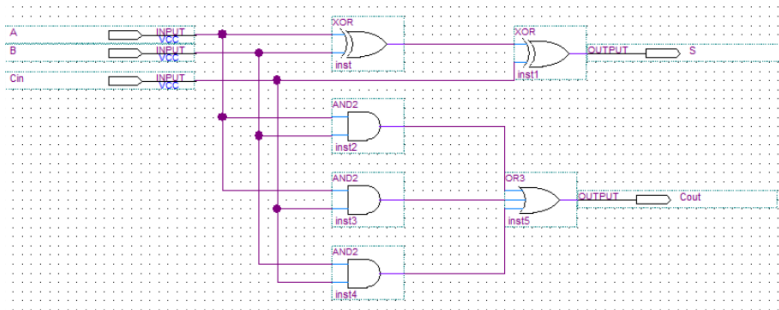 XOR
XOR
A
INPUT
VCC
B
INPUT
VCC
OUTPUT
S
inst
inst1
Cin
INPUT
VCC
AND2
inst2
AND2
OR3
OUTPUT
Cout
inst3
inst5
AND2
inst4